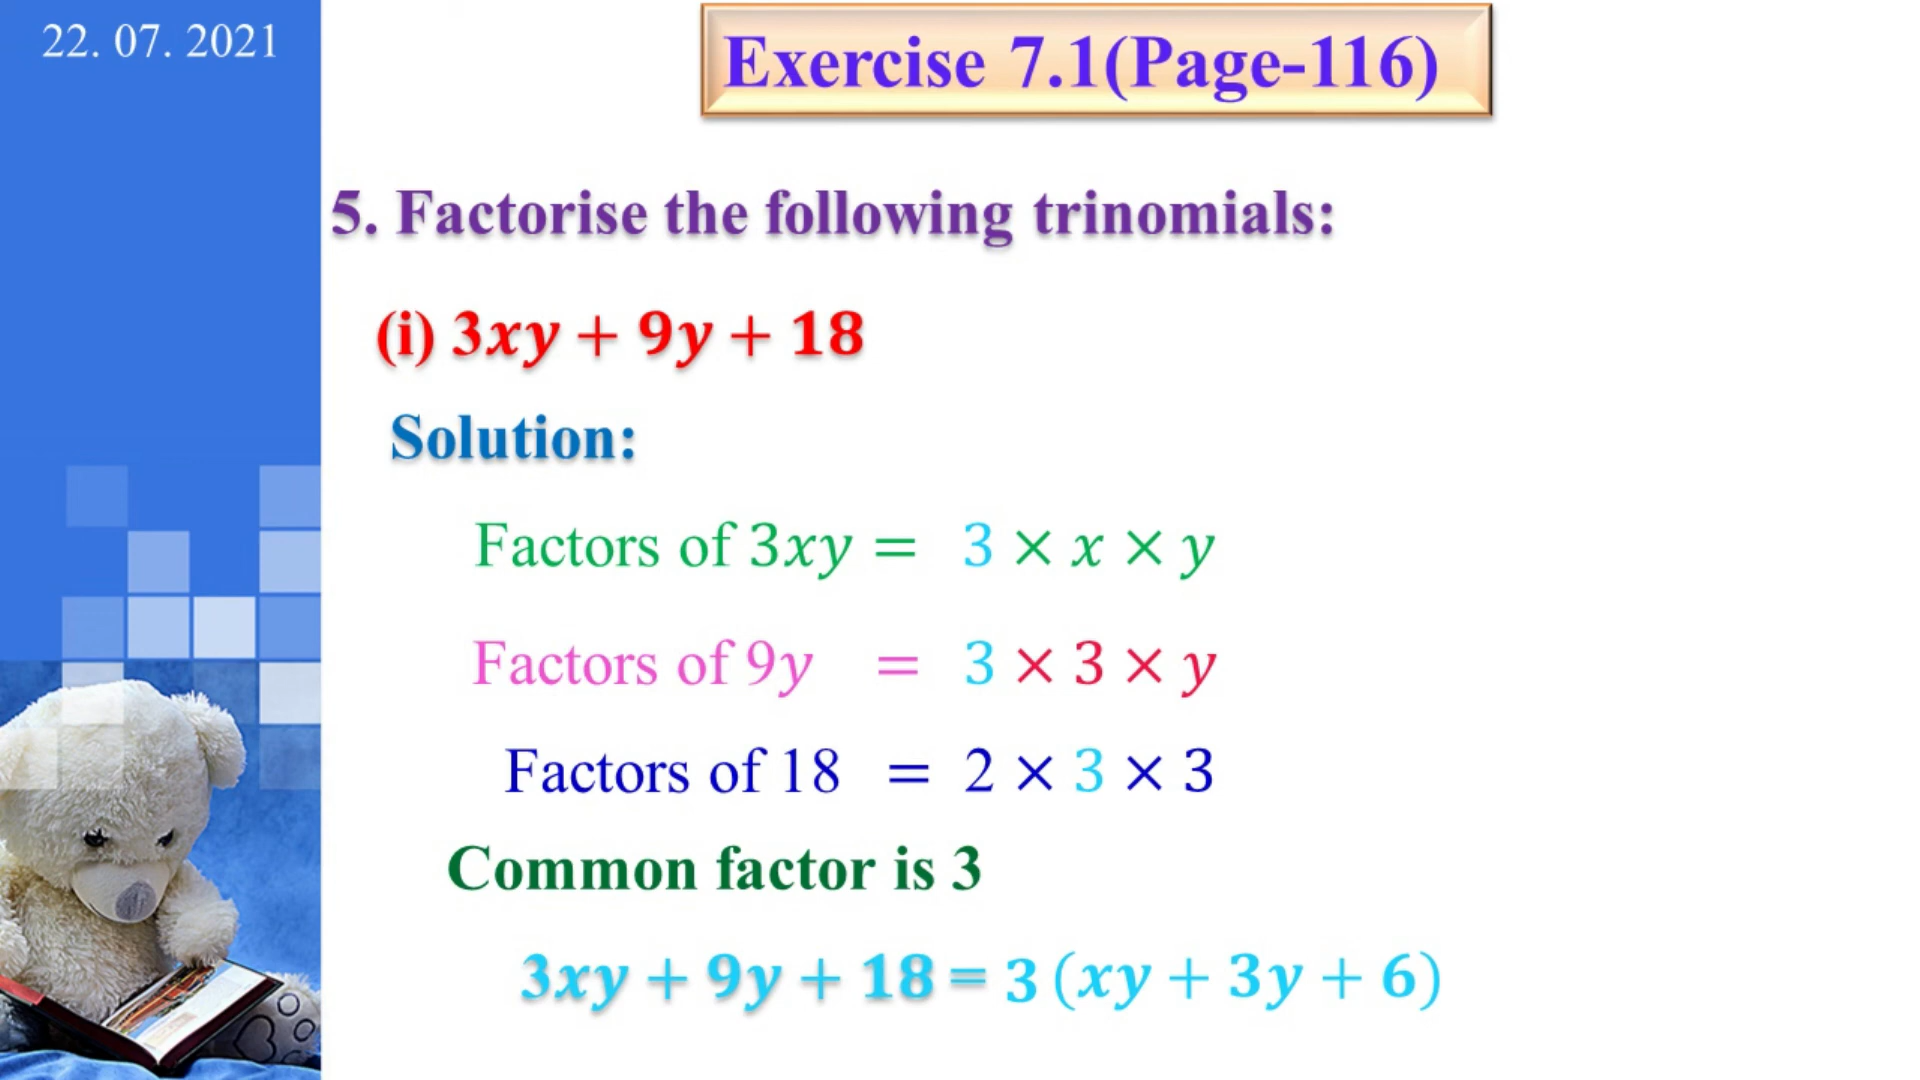 22. 07. 2021
Exercise 7.1(Page-116)
5. Factorise the following trinomials:
(i) 3xy + 9y + 18
Solution:
Factors of 3xy = 3 × x × y
Factors of 9y = 3 × 3 × y
Factors of 18 = 2 × 3 × 3
Common factor is 3
3xy + 9y + 18 = 3 (xy + 3y + 6)